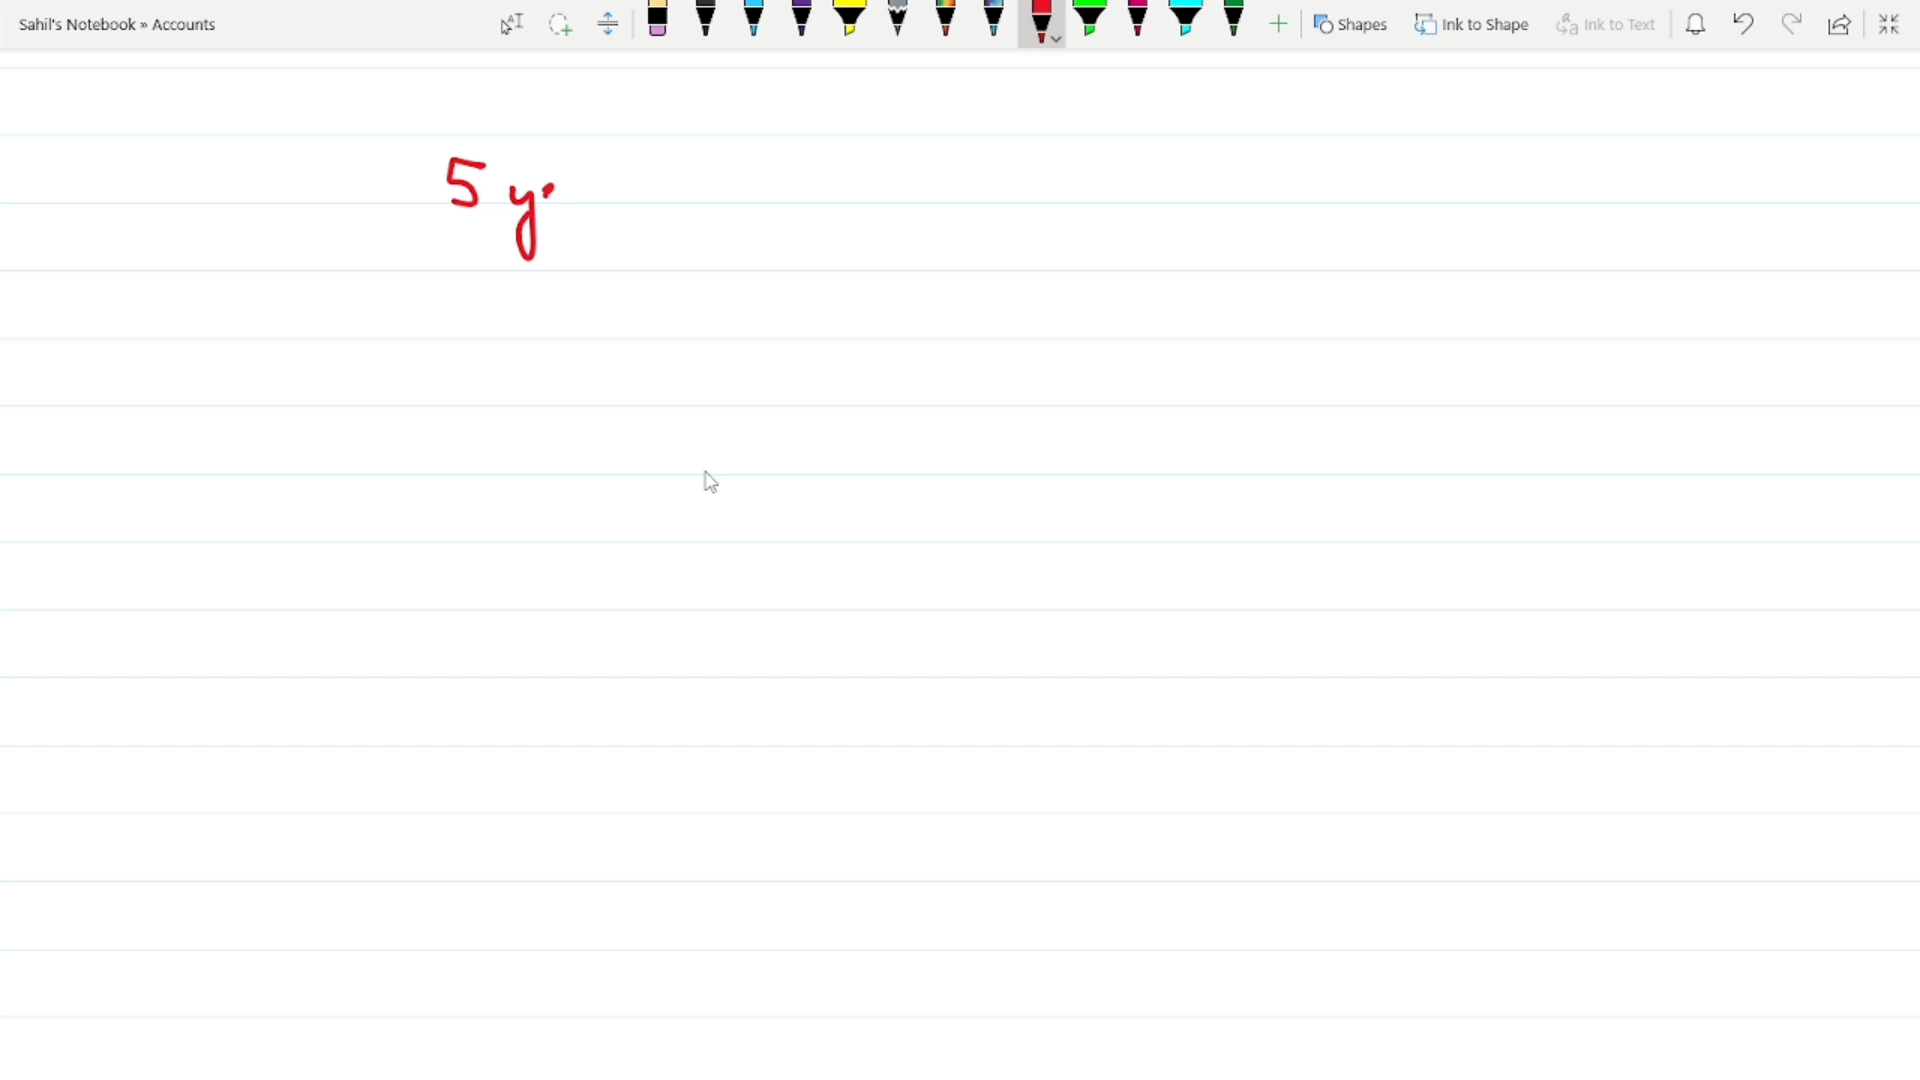 Sahil's Notebook » Accounts
Shapes
Ink to Shape
Ink to Text
5 y